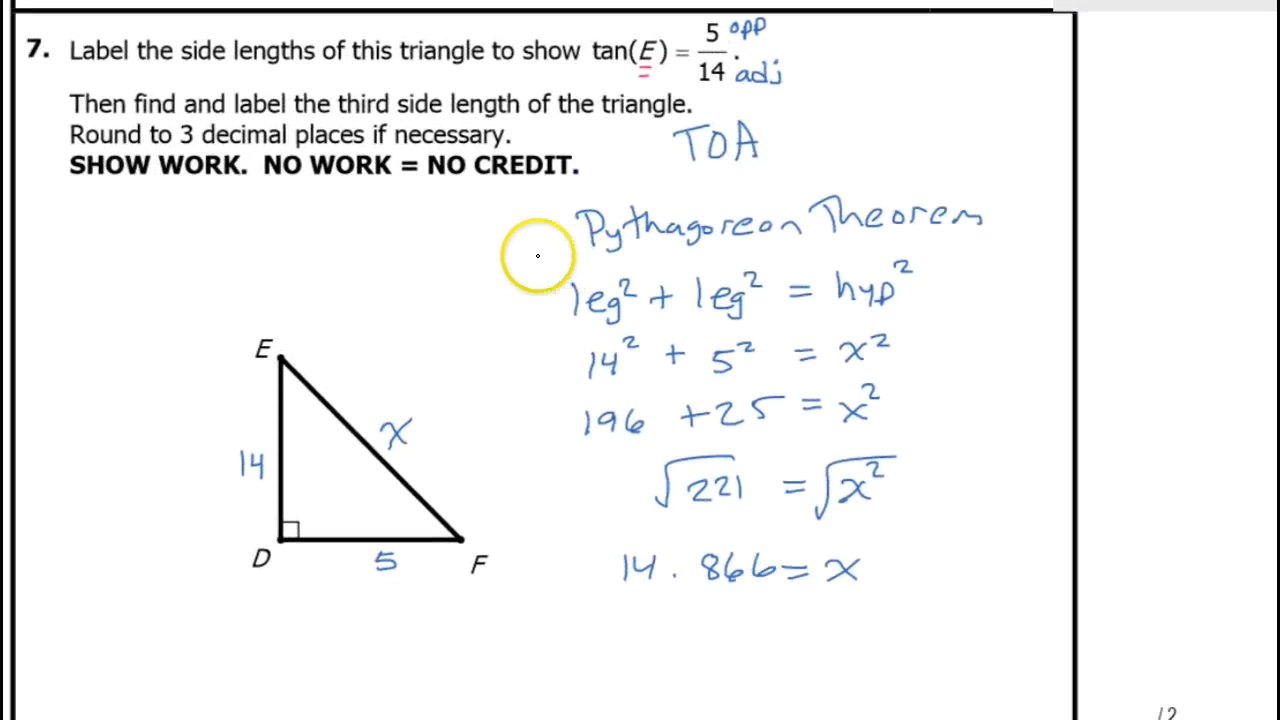 7. Label the side lengths of this triangle to show tan(E) = 5/14.
opp
adj
Then find and label the third side length of the triangle.
Round to 3 decimal places if necessary.
SHOW WORK. NO WORK = NO CREDIT.
TOA
Pythagorean Theorem
leg² + leg² = hyp²
14² + 5² = x²
196 + 25 = x²
√221 = √x²
14.866 = x
E
x
14
D
5
F
12